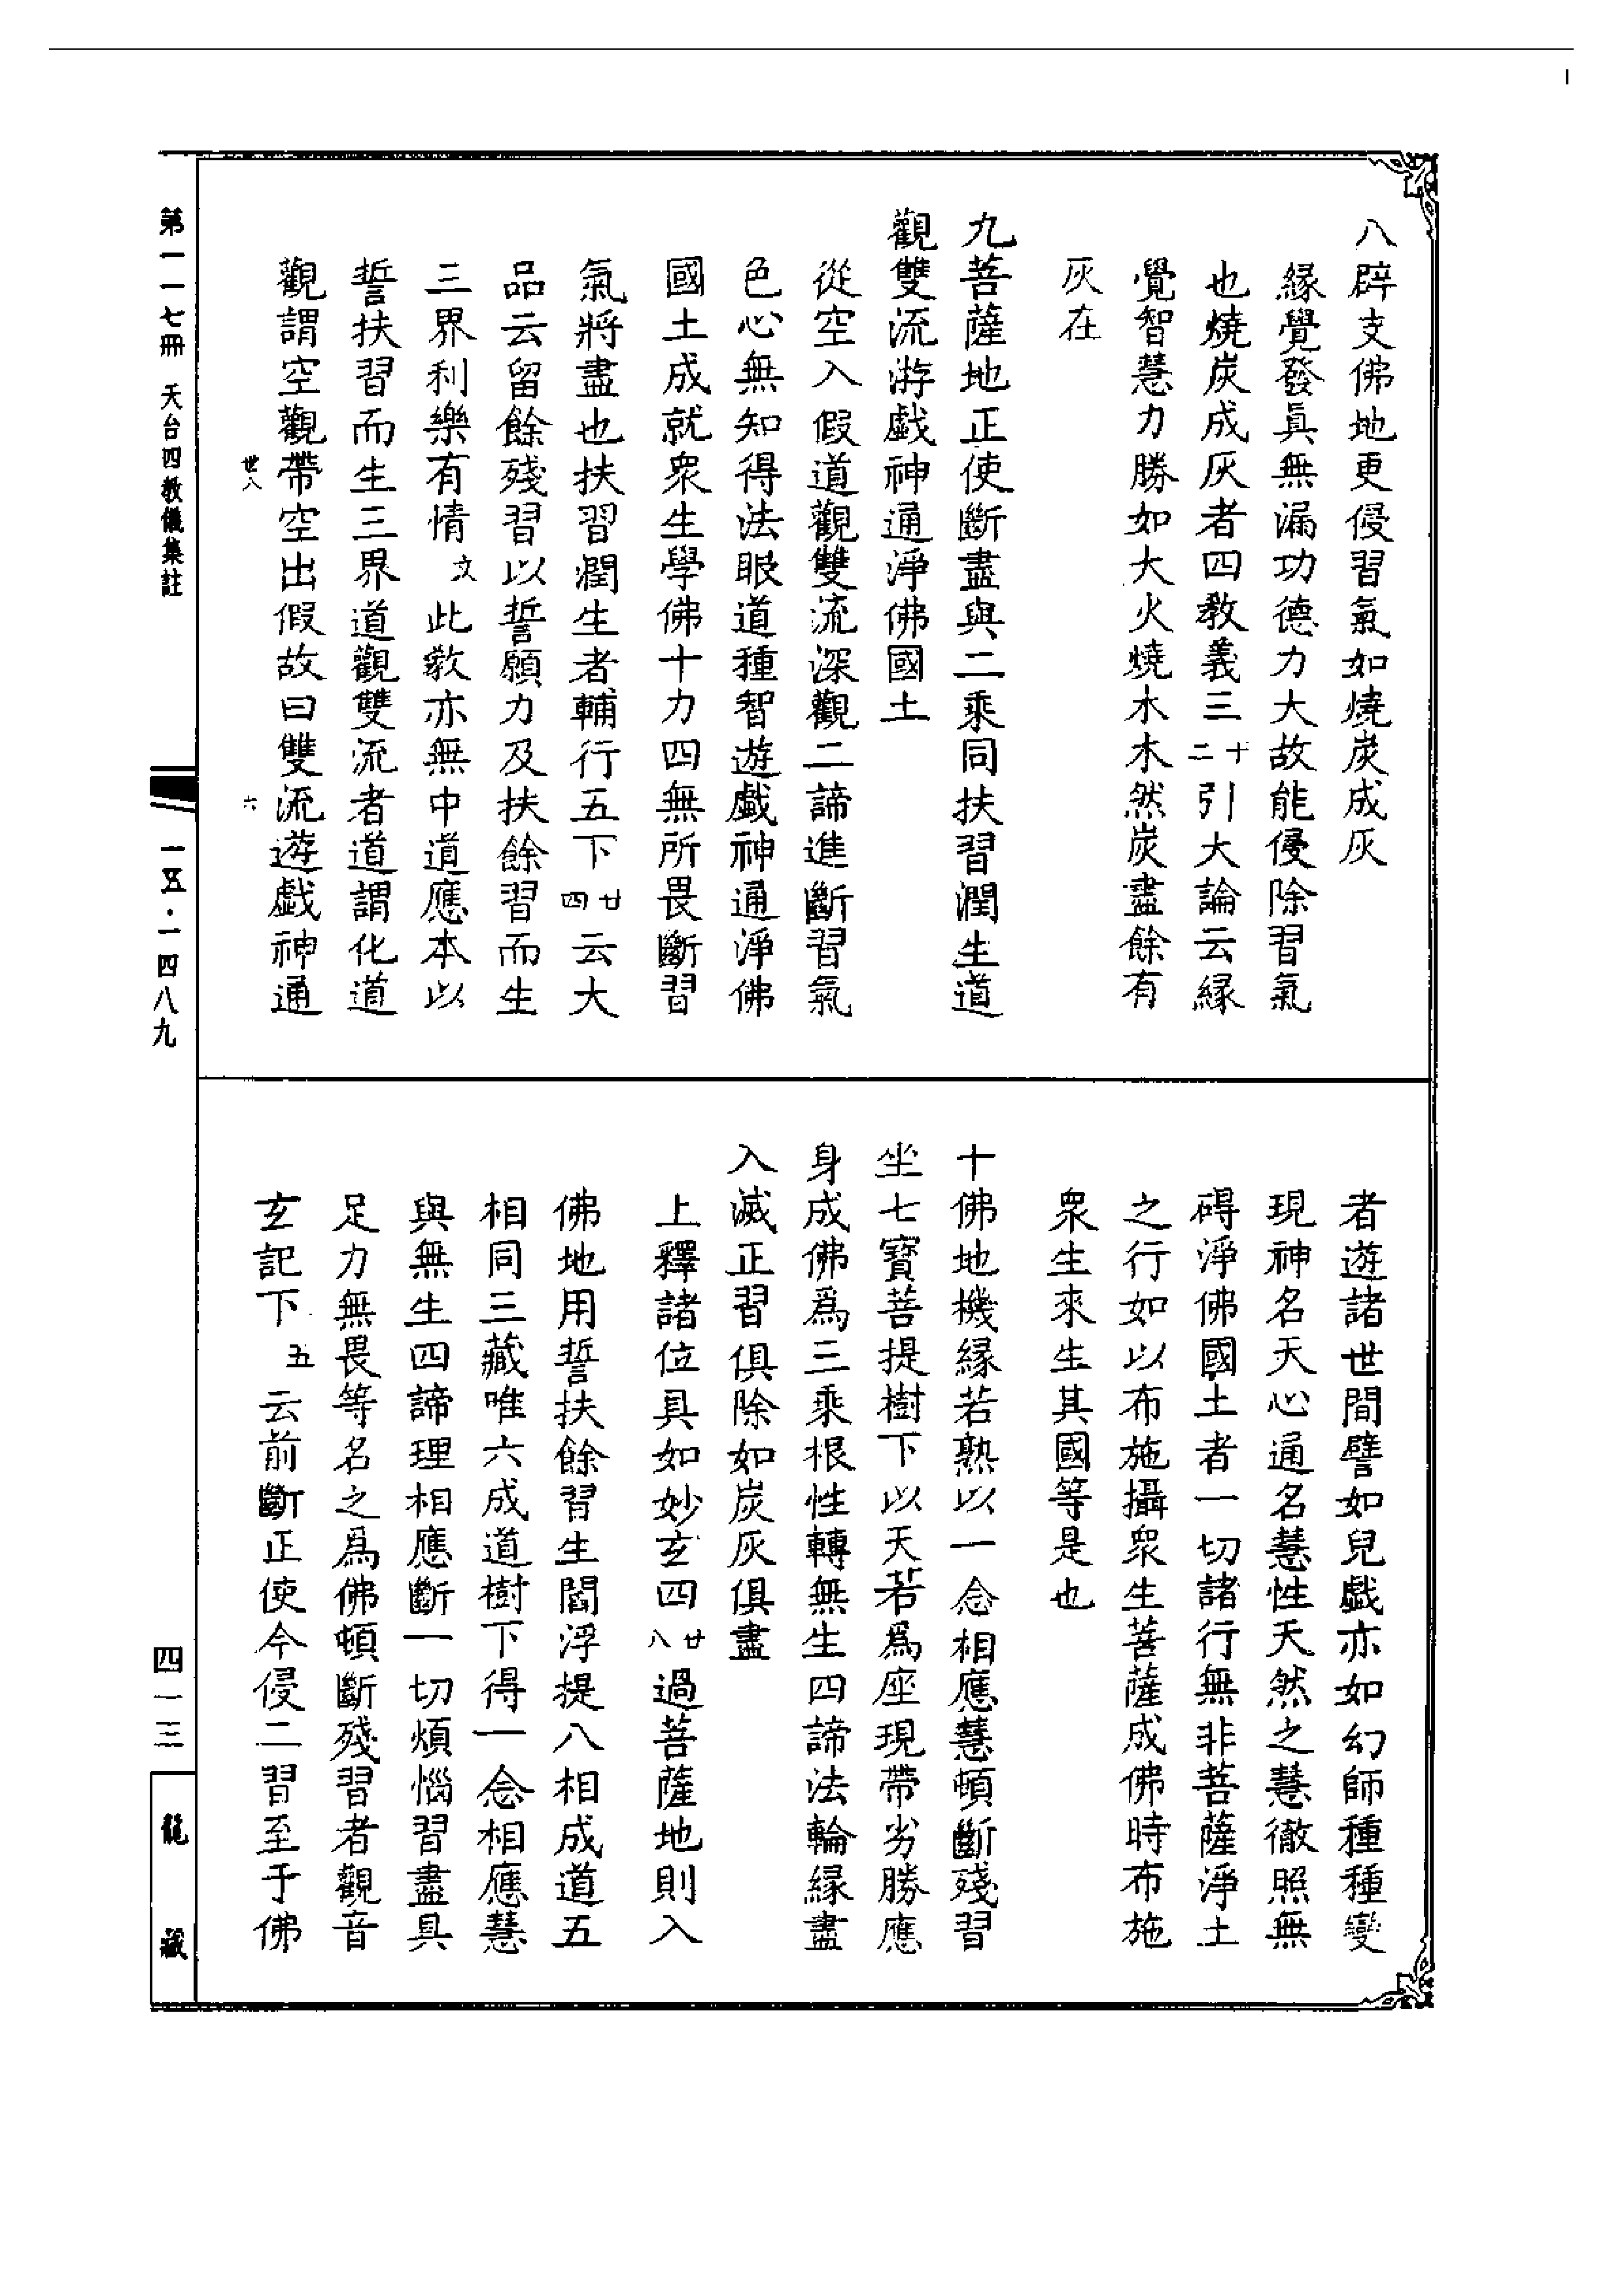 八辟支佛地更侵習氣如燒炭成灰
緣覺發眞無漏功德力大故能侵除習氣
也燒炭成灰者四教義三十二引大論云緣
覺智慧力勝如大火燒木木然炭盡餘有
灰在
九菩薩地正使斷盡與二乘同扶習潤生道
觀雙流游戲神通淨佛國土
從空入假道觀雙流深觀二諦進斷習氣
色心無知得法眼道種智遊戲神通淨佛
國土成就衆生學佛十力四無所畏斷習
氣將盡也扶習潤生者輔行五下廿四云大
品云留餘殘習以誓願力及扶餘習而生
三界利樂有情文此教亦無中道應本以
誓扶習而生三界道觀雙流者道謂化道
觀謂空觀帶空出假故曰雙流遊戲神通
世八
六
者遊諸世間譬如兒戲亦如幻師種種變
現神名天心通名慧性天然之慧徹照無
碍淨佛國土者一切諸行無非菩薩淨土
之行如以布施攝衆生菩薩成佛時布施
衆生來生其國等是也
十佛地機緣若熟以一念相應慧頓斷殘習
坐七寶菩提樹下以天若爲座現帶劣勝應
身成佛爲三乘根性轉無生四諦法輪緣盡
入滅正習俱除如炭灰俱盡
上釋諸位具如妙玄四廿八過菩薩地則入
佛地用誓扶餘習生閻浮提八相成道五
相同三藏唯六成道樹下得一念相應慧
與無生四諦理相應斷一切煩惱習盡具
足力無畏等名之爲佛頓斷殘習者觀音
玄記下五云前斷正使今侵二習至于佛
第一一七冊 天台四教儀集註
一五·一四八九
四一三
龍藏